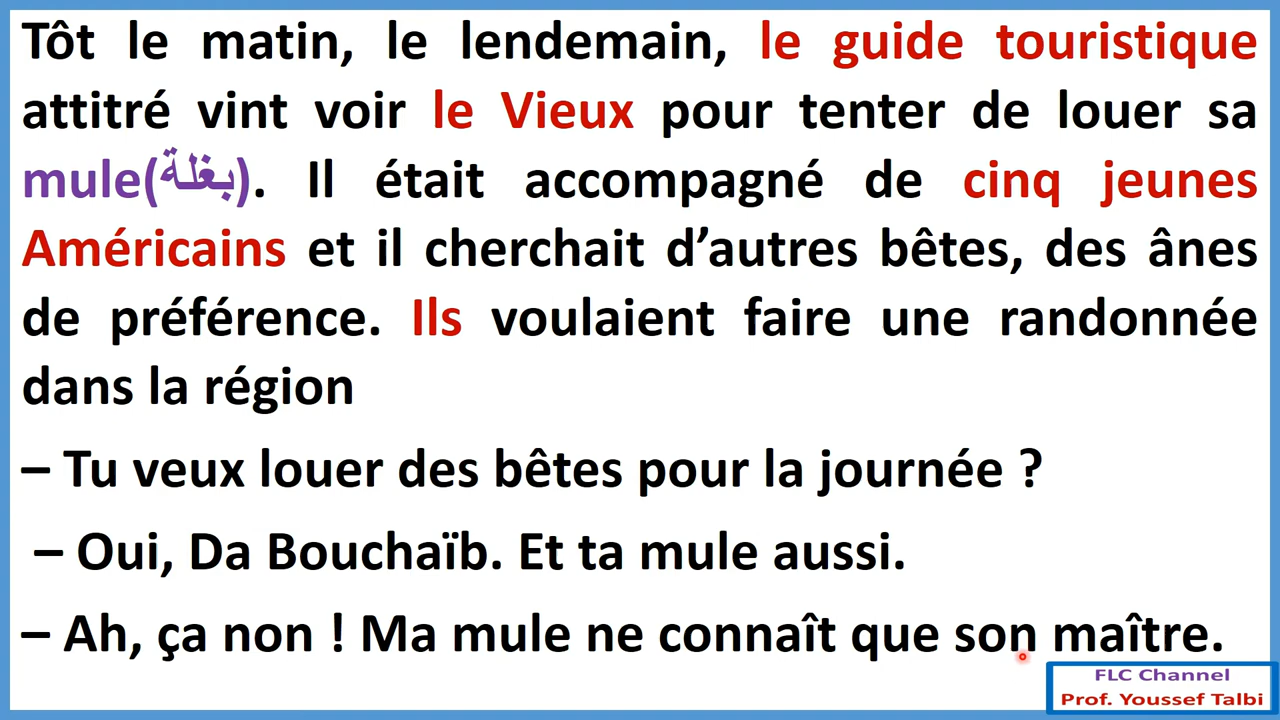 Tôt le matin, le lendemain, le guide touristique
attitré vint voir le Vieux pour tenter de louer sa
mule(بغلة). Il était accompagné de cinq jeunes
Américains et il cherchait d’autres bêtes, des ânes
de préférence. Ils voulaient faire une randonnée
dans la région
– Tu veux louer des bêtes pour la journée ?
– Oui, Da Bouchaïb. Et ta mule aussi.
– Ah, ça non ! Ma mule ne connaît que son maître.
FLC Channel
Prof. Youssef Talbi